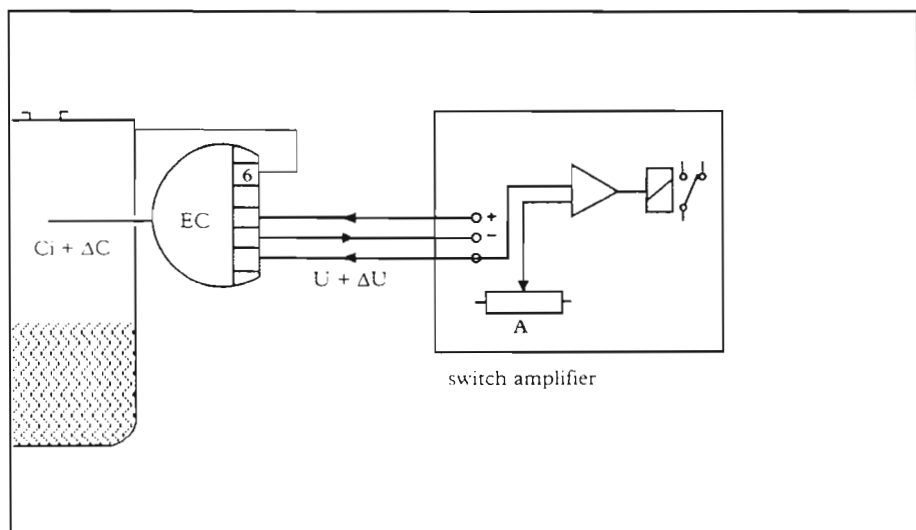 6
EC
+
−
Ci + ΔC
U + ΔU
A
switch amplifier